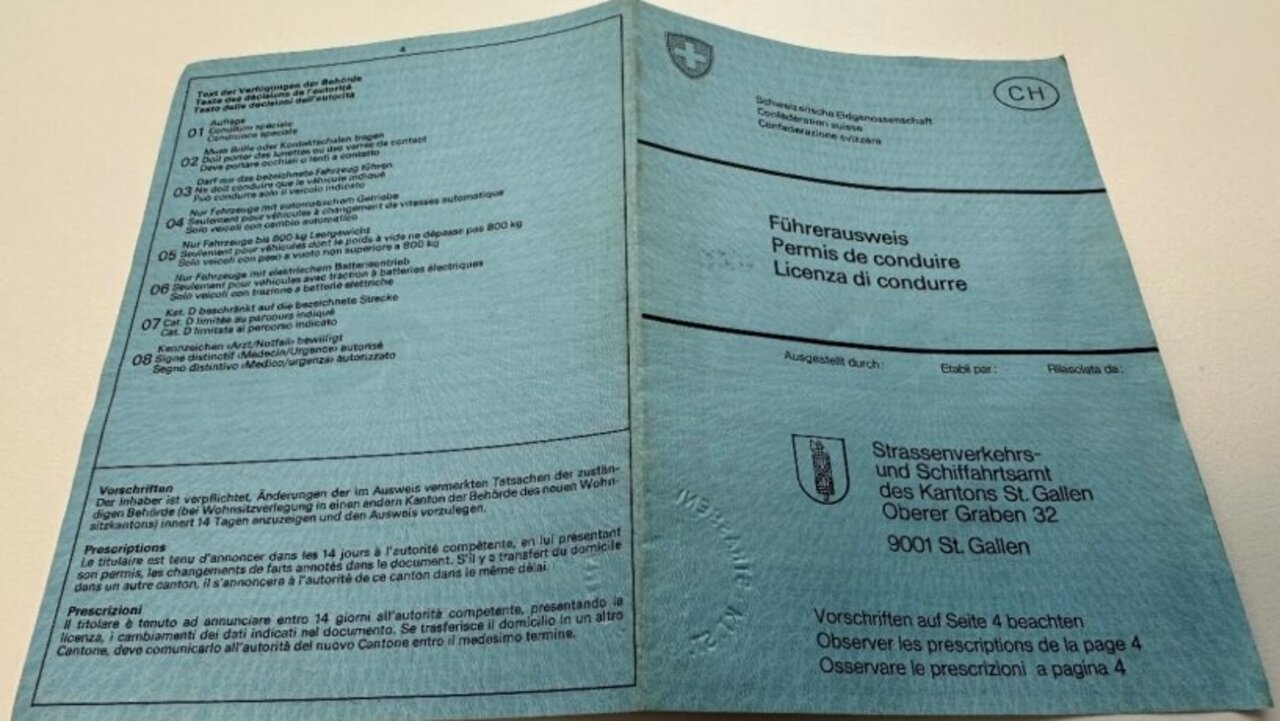 4
Text der Verfügungen der Behörde
Texte des décisions de l'autorité
Testo delle decisioni dell'autorità
01 Auflage
Condition spéciale
Condizione speciale
02 Muss Brille oder Kontaktschalen tragen
Doit porter des lunettes ou des verres de contact
Deve portare occhiali o lenti a contatto
03 Darf nur das bezeichnete Fahrzeug führen
Ne doit conduire que le véhicule indiqué
Può condurre solo il veicolo indicato
04 Nur Fahrzeuge mit automatischem Getriebe
Seulement pour véhicules à changement de vitesses automatique
Solo veicoli con cambio automatico
05 Nur Fahrzeuge bis 800 kg Leergewicht
Seulement pour véhicules dont le poids à vide ne dépasse pas 800 kg
Solo veicoli con peso a vuoto non superiore a 800 kg
06 Nur Fahrzeuge mit elektrischem Batterieantrieb
Seulement pour véhicules avec traction à batteries électriques
Solo veicoli con trazione a batterie elettriche
07 Kat. D beschränkt auf die bezeichnete Strecke
Cat. D limitée au parcours indiqué
Cat. D limitata al percorso indicato
08 Kennzeichen «Arzt/Notfall» bewilligt
Signe distinctif «Médecin/Urgence» autorisé
Segno distintivo «Medico/urgenza» autorizzato
Vorschriften
Der Inhaber ist verpflichtet, Änderungen der im Ausweis vermerkten Tatsachen der zustän-
digen Behörde (bei Wohnsitzverlegung in einen andern Kanton der Behörde des neuen Wohn-
sitzkantons) innert 14 Tagen anzuzeigen und den Ausweis vorzulegen.
Prescriptions
Le titulaire est tenu d'annoncer dans les 14 jours à l'autorité compétente, en lui présentant
son permis, les changements de faits annotés dans le document. S'il y a transfert du domicile
dans un autre canton, il s'annoncera à l'autorité de ce canton dans le même délai.
Prescrizioni
Il titolare è tenuto ad annunciare entro 14 giorni all'autorità competente, presentando la
licenza, i cambiamenti dei dati indicati nel documento. Se trasferisce il domicilio in un altro
Cantone, deve comunicarlo all'autorità del nuovo Cantone entro il medesimo termine.
CH
Schweizerische Eidgenossenschaft
Confédération suisse
Confederazione svizzera
Führerausweis
Permis de conduire
Licenza di condurre
Ausgestellt durch: Etabli par: Rilasciata da:
Strassenverkehrs-
und Schiffahrtsamt
des Kantons St. Gallen
Oberer Graben 32
9001 St. Gallen
Vorschriften auf Seite 4 beachten
Observer les prescriptions de la page 4
Osservare le prescrizioni a pagina 4